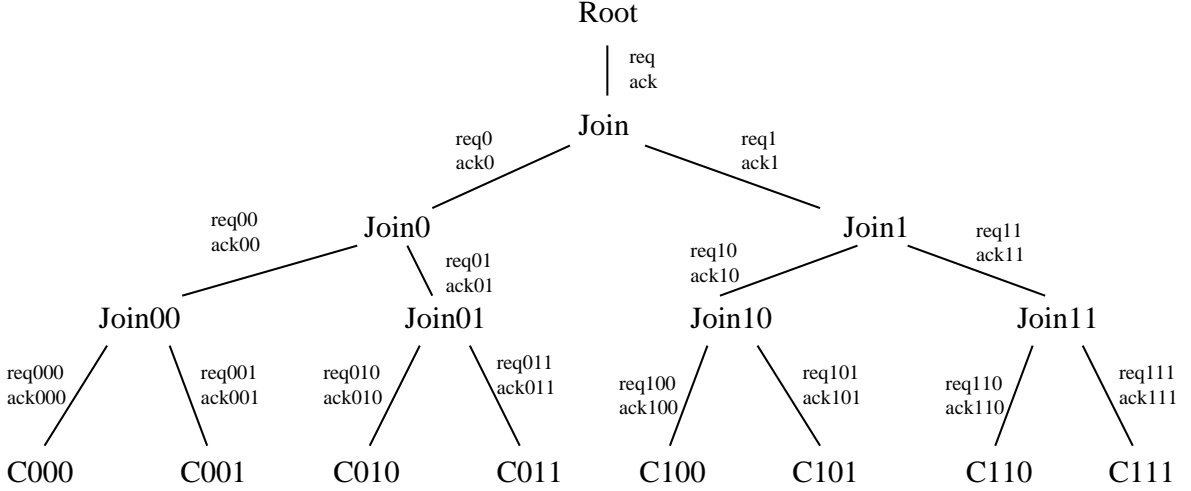 Root
req
ack
Join
req0
ack0
req1
ack1
Join0
Join1
req00
ack00
req01
ack01
req10
ack10
req11
ack11
Join00
Join01
Join10
Join11
req000
ack000
req001
ack001
req010
ack010
req011
ack011
req100
ack100
req101
ack101
req110
ack110
req111
ack111
C000 C001 C010 C011 C100 C101 C110 C111